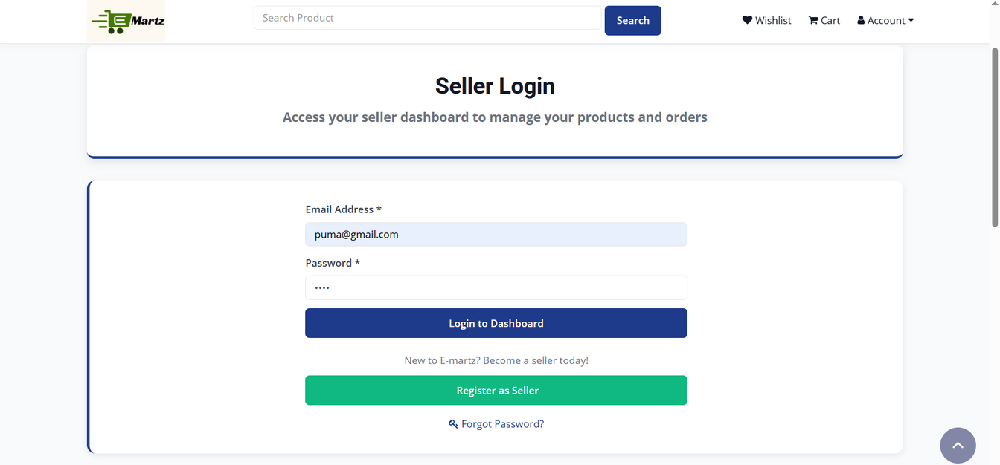 E Martz
Search Product
Search
Wishlist
Cart
Account
Seller Login
Access your seller dashboard to manage your products and orders
Email Address *
puma@gmail.com
Password *
••••
Login to Dashboard
New to E-martz? Become a seller today!
Register as Seller
Forgot Password?